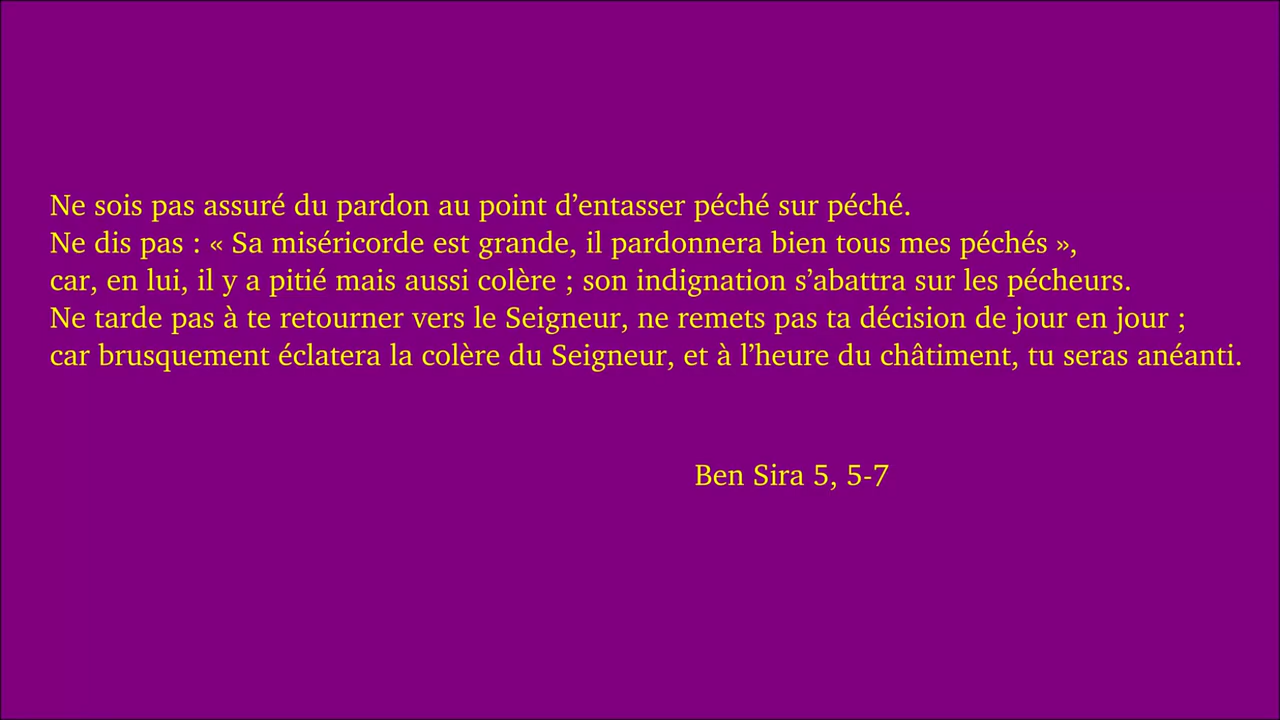 Ne sois pas assuré du pardon au point d’entasser péché sur péché.
Ne dis pas : « Sa miséricorde est grande, il pardonnera bien tous mes péchés »,
car, en lui, il y a pitié mais aussi colère ; son indignation s’abattra sur les pécheurs.
Ne tarde pas à te retourner vers le Seigneur, ne remets pas ta décision de jour en jour ;
car brusquement éclatera la colère du Seigneur, et à l’heure du châtiment, tu seras anéanti.
Ben Sira 5, 5-7